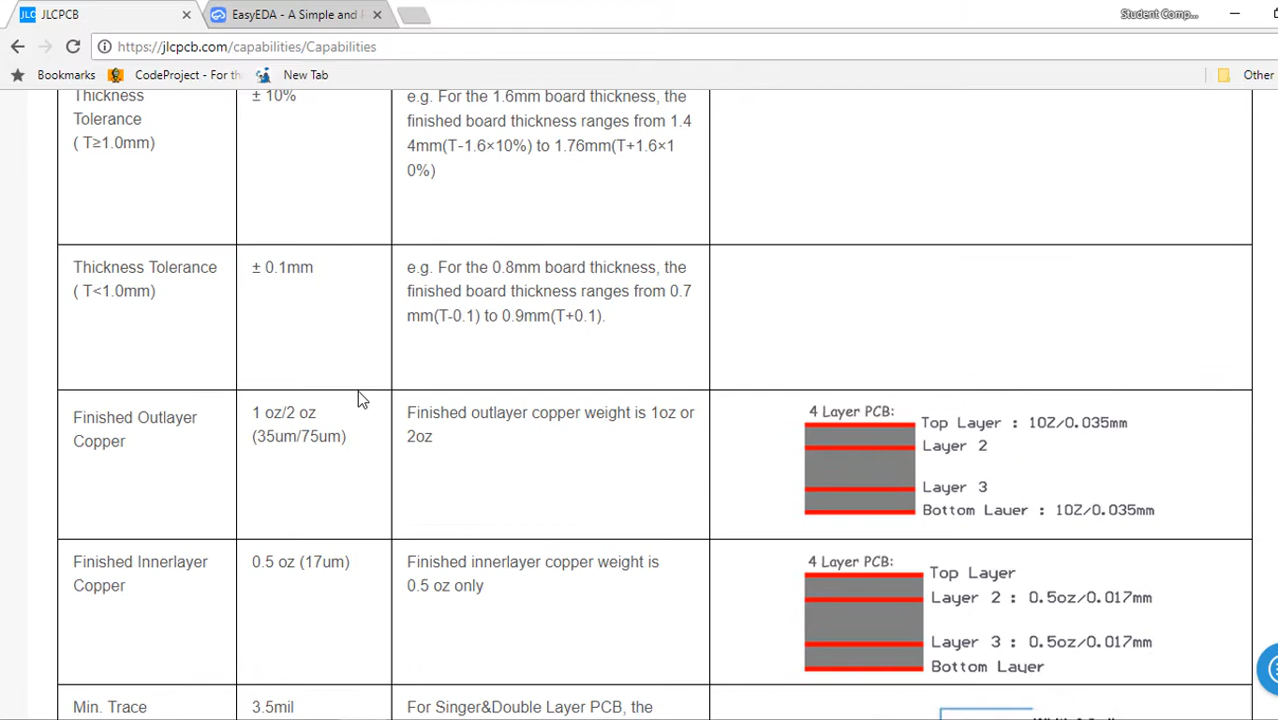 JLC JLCPCB
EasyEDA - A Simple and
Student Comp...
https://jlcpcb.com/capabilities/Capabilities
Bookmarks
CodeProject - For th
New Tab
Other
Thickness
Tolerance
( T≥1.0mm)
± 10%
e.g. For the 1.6mm board thickness, the
finished board thickness ranges from 1.4
4mm(T-1.6×10%) to 1.76mm(T+1.6×1
0%)
Thickness Tolerance
( T<1.0mm)
± 0.1mm
e.g. For the 0.8mm board thickness, the
finished board thickness ranges from 0.7
mm(T-0.1) to 0.9mm(T+0.1).
Finished Outlayer
Copper
1 oz/2 oz
(35um/75um)
Finished outlayer copper weight is 1oz or
2oz
4 Layer PCB:
Top Layer : 1OZ/0.035mm
Layer 2
Layer 3
Bottom Layer : 1OZ/0.035mm
Finished Innerlayer
Copper
0.5 oz (17um)
Finished innerlayer copper weight is
0.5 oz only
4 Layer PCB:
Top Layer
Layer 2 : 0.5oz/0.017mm
Layer 3 : 0.5oz/0.017mm
Bottom Layer
Min. Trace
3.5mil
For Singer&Double Layer PCB, the